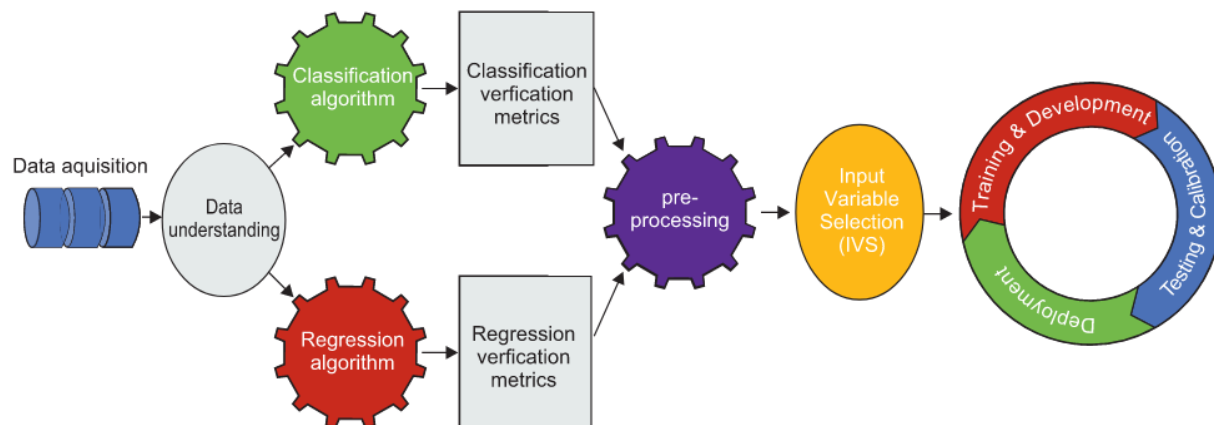 Data aquisition
Data
understanding
Classification
algorithm
Classification
verfication
metrics
Regression
algorithm
Regression
verfication
metrics
pre-
processing
Input
Variable
Selection
(IVS)
Training & Development
Testing & Calibration
Deployment